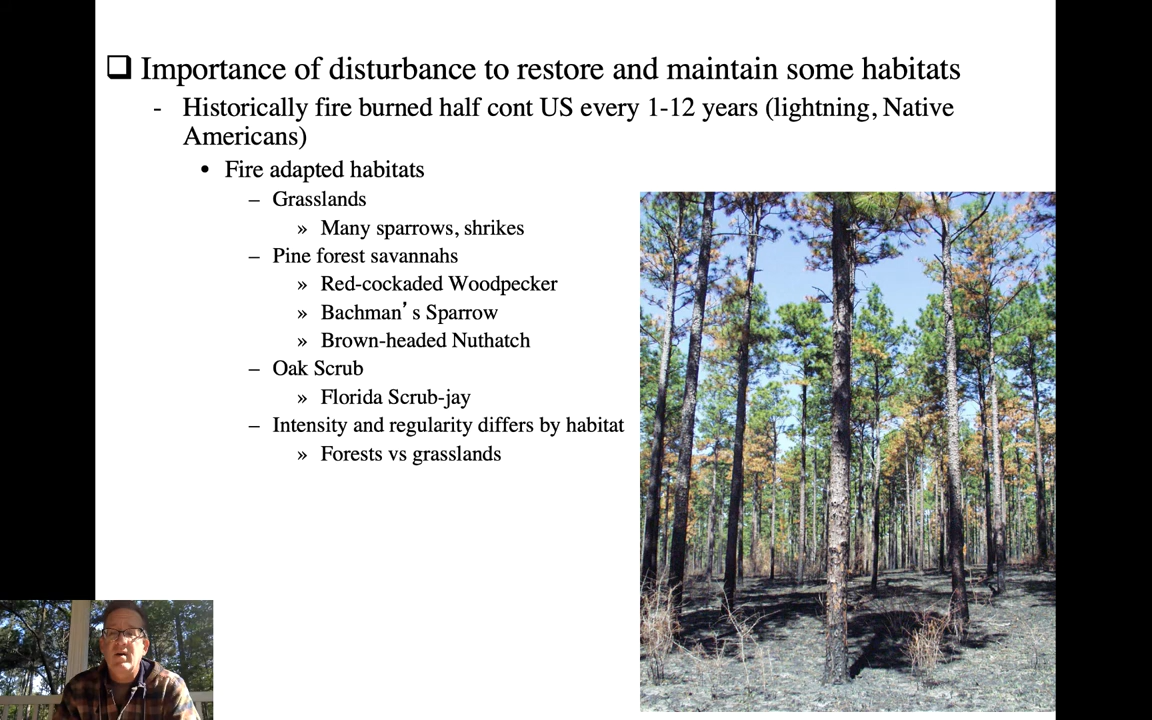 ❑ Importance of disturbance to restore and maintain some habitats
- Historically fire burned half cont US every 1-12 years (lightning, Native
Americans)
• Fire adapted habitats
– Grasslands
» Many sparrows, shrikes
– Pine forest savannahs
» Red-cockaded Woodpecker
» Bachman’s Sparrow
» Brown-headed Nuthatch
– Oak Scrub
» Florida Scrub-jay
– Intensity and regularity differs by habitat
» Forests vs grasslands